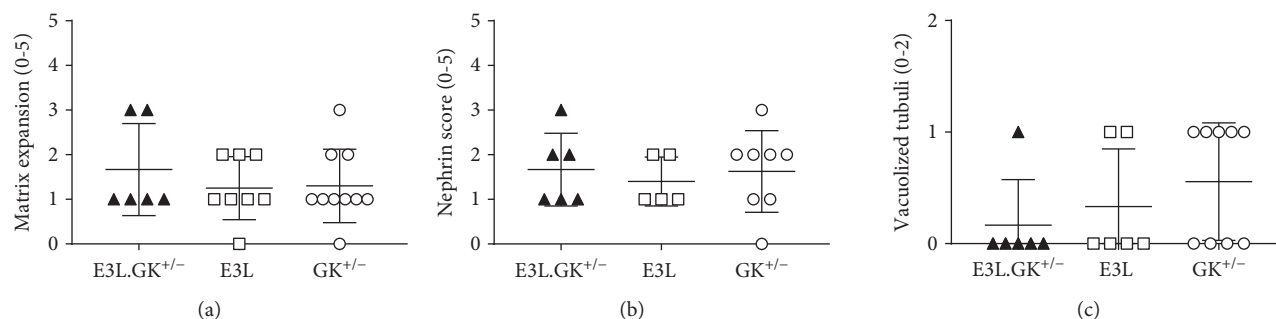 Matrix expansion (0-5)
5
4
3
2
1
0
E3L.GK+/−
E3L
GK+/−
(a)
Nephrin score (0-5)
5
4
3
2
1
0
E3L.GK+/−
E3L
GK+/−
(b)
Vacuolized tubuli (0-2)
2
1
0
E3L.GK+/−
E3L
GK+/−
(c)